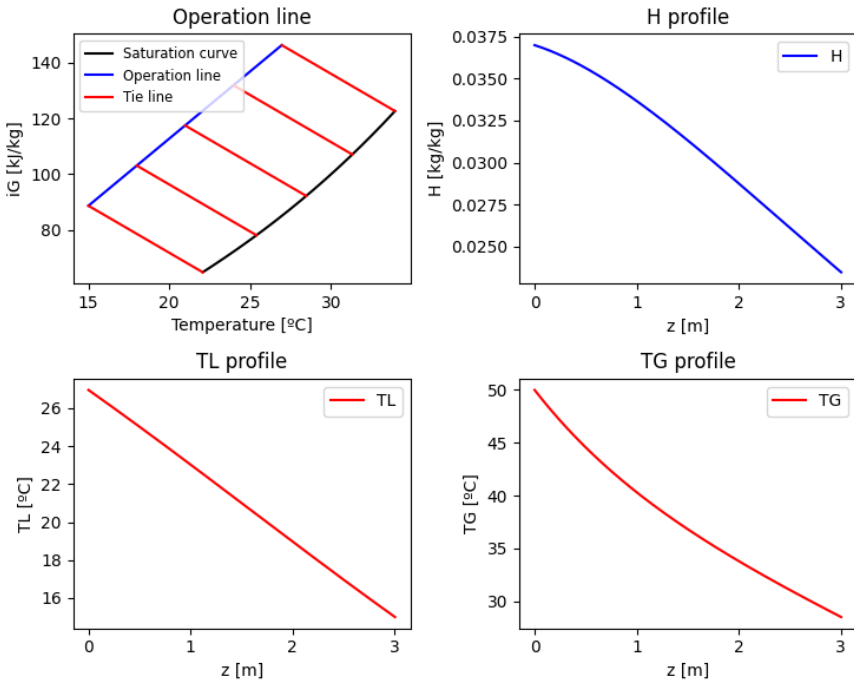 Operation line
iG [kJ/kg]
140
120
100
80
Saturation curve
Operation line
Tie line
15
20
25
30
Temperature [ºC]
H profile
H [kg/kg]
0.0375
0.0350
0.0325
0.0300
0.0275
0.0250
H
0
1
2
3
z [m]
TL profile
TL [ºC]
26
24
22
20
18
16
TL
0
1
2
3
z [m]
TG profile
TG [ºC]
50
45
40
35
30
TG
0
1
2
3
z [m]